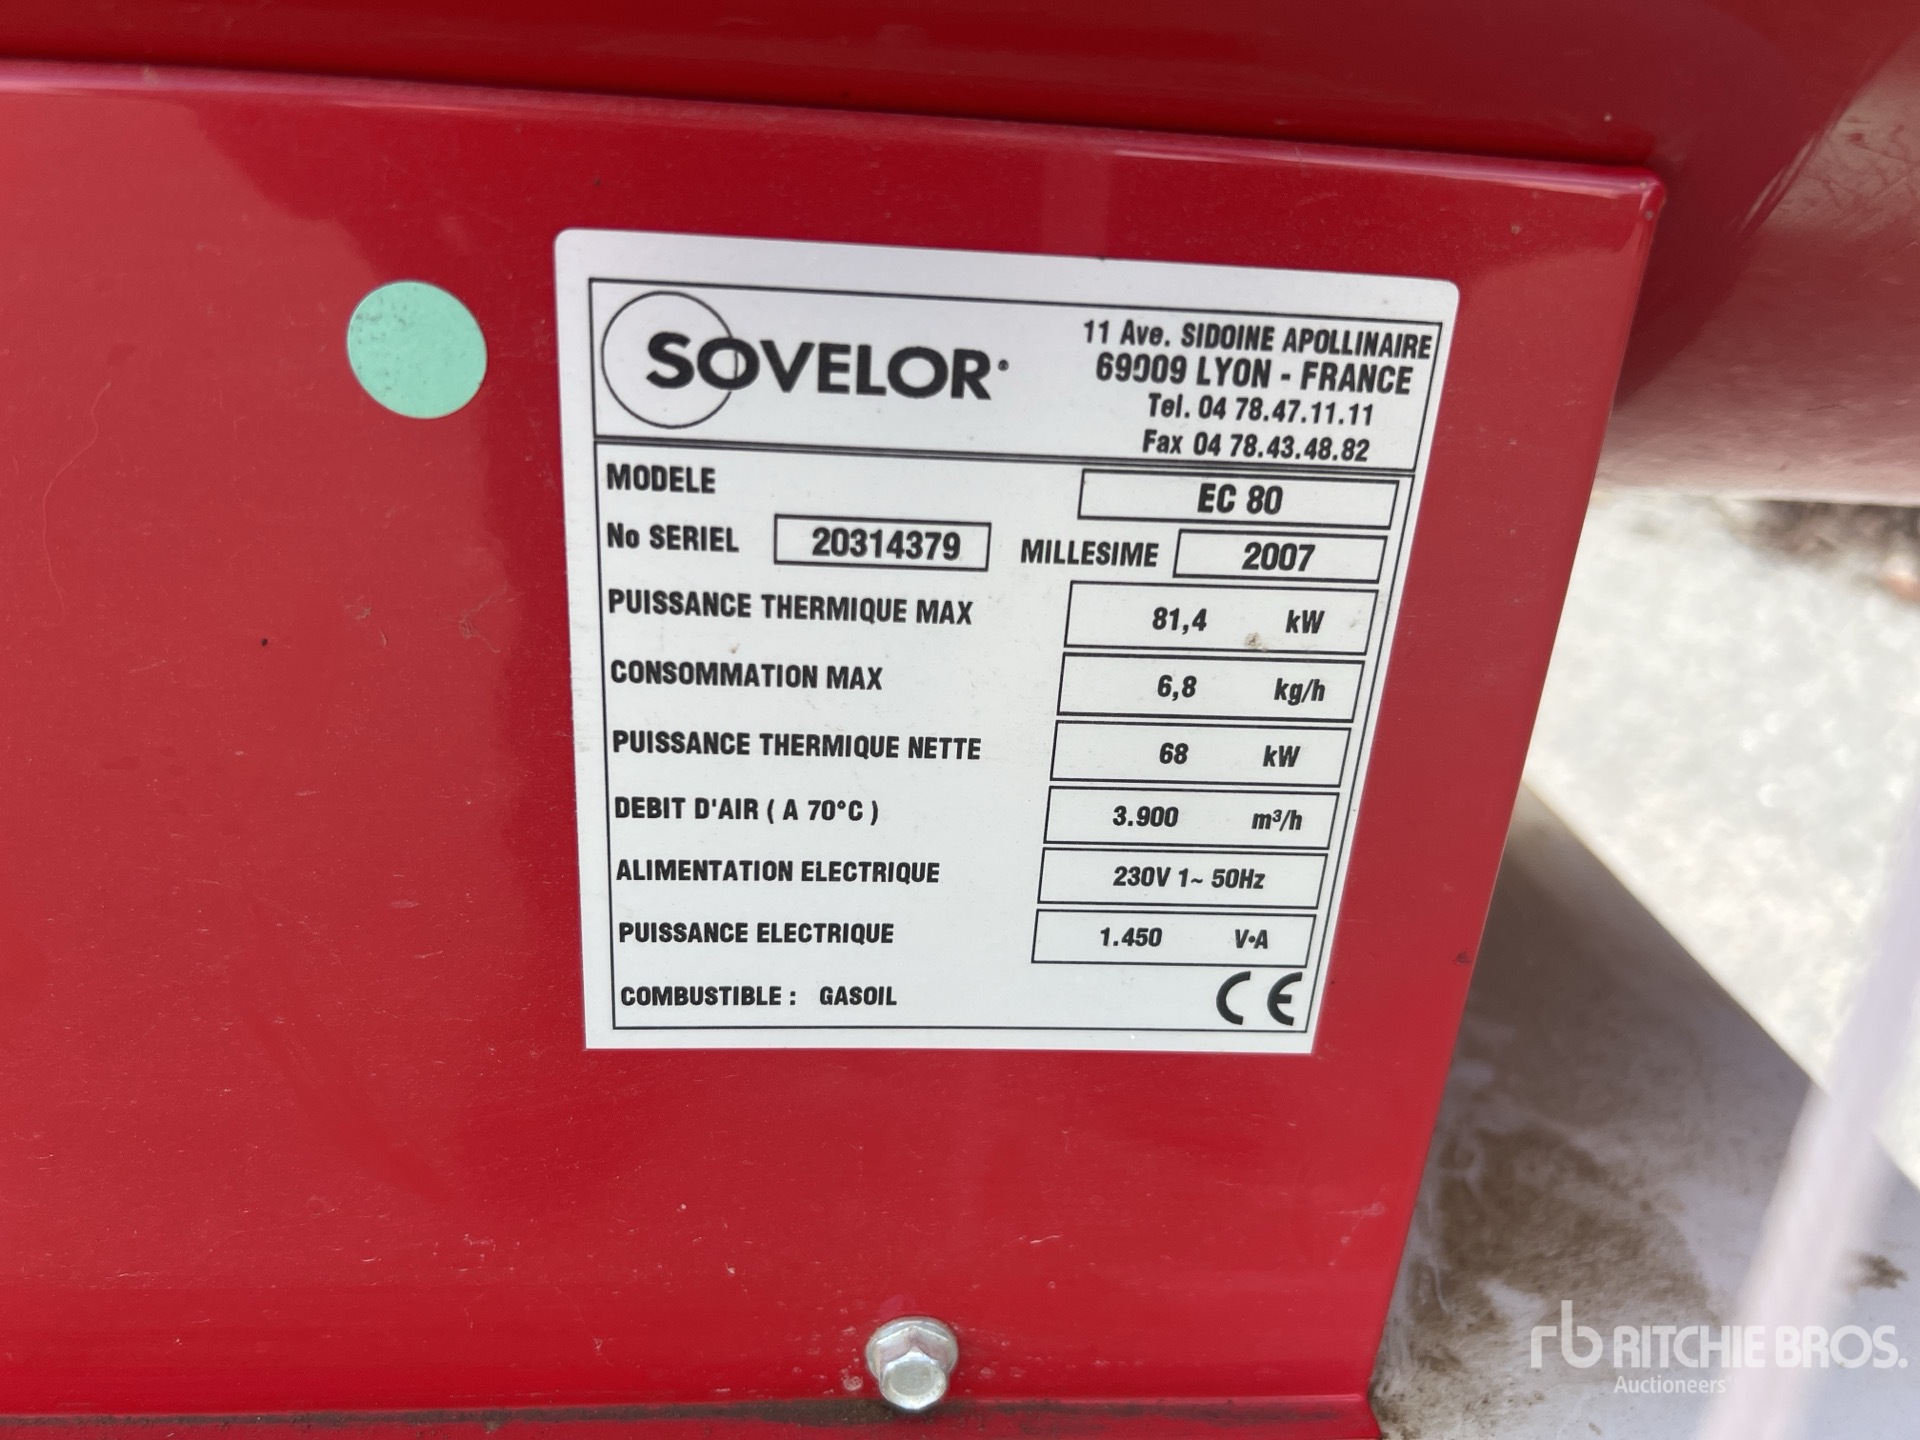 SOVELOR
11 Ave. SIDOINE APOLLINAIRE
69009 LYON - FRANCE
Tel. 04 78.47.11.11
Fax 04 78.43.48.82
MODELE EC 80
No SERIEL 20314379 MILLESIME 2007
PUISSANCE THERMIQUE MAX 81,4 kW
CONSOMMATION MAX 6,8 kg/h
PUISSANCE THERMIQUE NETTE 68 kW
DEBIT D'AIR ( A 70°C ) 3.900 m³/h
ALIMENTATION ELECTRIQUE 230V 1~ 50Hz
PUISSANCE ELECTRIQUE 1.450 V•A
COMBUSTIBLE : GASOIL CE
rb RITCHIE BROS.
Auctioneers